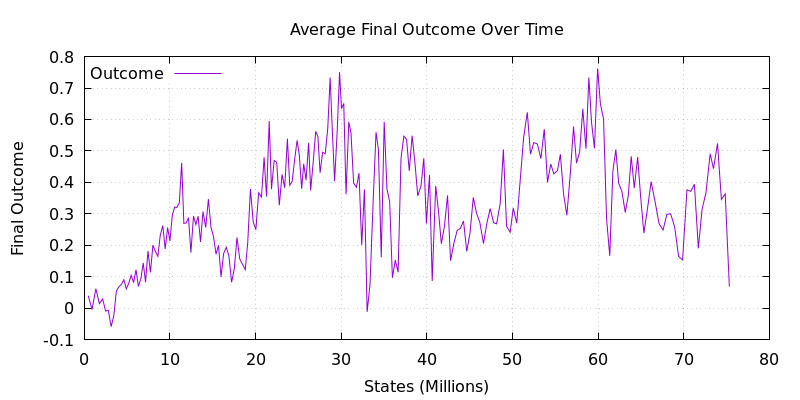 Average Final Outcome Over Time
Outcome
Final Outcome
0.8
0.7
0.6
0.5
0.4
0.3
0.2
0.1
0
-0.1
0 10 20 30 40 50 60 70 80
States (Millions)